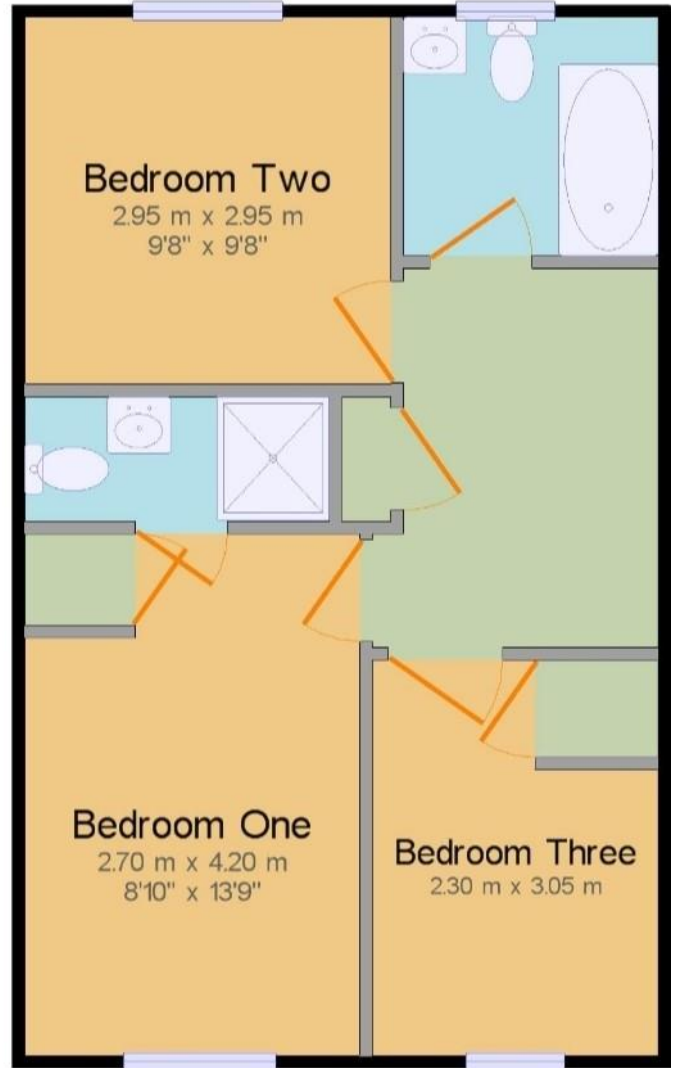 Bedroom Two
2.95 m x 2.95 m
9'8" x 9'8"
Bedroom One
2.70 m x 4.20 m
8'10" x 13'9"
Bedroom Three
2.30 m x 3.05 m